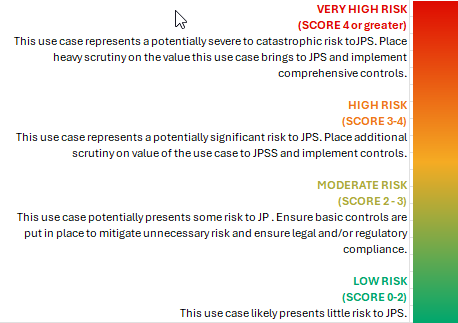 VERY HIGH RISK
(SCORE 4 or greater)
This use case represents a potentially severe to catastrophic risk to JPS. Place
heavy scrutiny on the value this use case brings to JPS and implement
comprehensive controls.
HIGH RISK
(SCORE 3-4)
This use case represents a potentially significant risk to JPS. Place additional
scrutiny on value of the use case to JPSS and implement controls.
MODERATE RISK
(SCORE 2 - 3)
This use case potentially presents some risk to JP . Ensure basic controls are
put in place to mitigate unnecessary risk and ensure legal and/or regulatory
compliance.
LOW RISK
(SCORE 0-2)
This use case likely presents little risk to JPS.